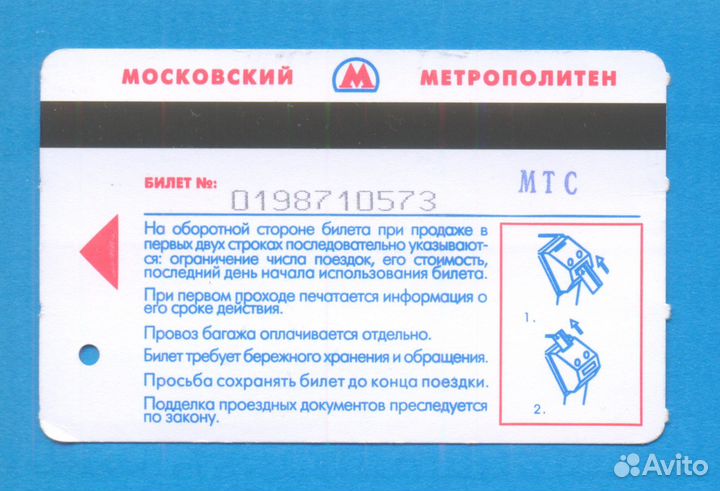 МОСКОВСКИЙ М МЕТРОПОЛИТЕН
БИЛЕТ №: 0198710573 МТС
На оборотной стороне билета при продаже в
первых двух строках последовательно указывают-
ся: ограничение числа поездок, его стоимость,
последний день начала использования билета.
При первом проходе печатается информация о
его сроке действия.
Провоз багажа оплачивается отдельно.
Билет требует бережного хранения и обращения.
Просьба сохранять билет до конца поездки.
Подделка проездных документов преследуется
по закону.
1.
2.
Avito